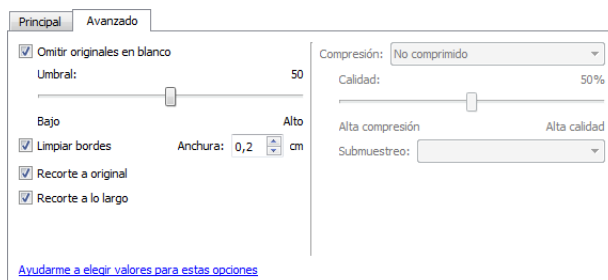 Principal Avanzado
Omitir originales en blanco
Umbral: 50
Bajo Alto
Limpiar bordes Anchura: 0,2 cm
Recorte a original
Recorte a lo largo
Compresión: No comprimido
Calidad: 50%
Alta compresión Alta calidad
Submuestreo:
Ayudarme a elegir valores para estas opciones